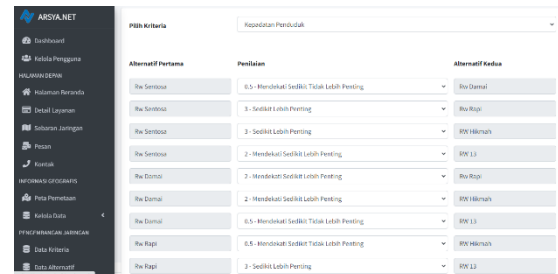 ARSYA.NET
Dashboard
Kelola Pengguna
HALAMAN DEPAN
Halaman Beranda
Detail Layanan
Sebaran Jaringan
Pesan
Kontak
INFORMASI GEOGRAFIS
Peta Pemetaan
Kelola Data
PENGEMBANGAN JARINGAN
Data Kriteria
Data Alternatif
Pilih Kriteria
Kepadatan Penduduk
Alternatif Pertama Penilaian Alternatif Kedua
Rw Sentosa 0.5 - Mendekati Sedikit Tidak Lebih Penting Rw Damai
Rw Sentosa 3 - Sedikit Lebih Penting Rw Rapi
Rw Sentosa 3 - Sedikit Lebih Penting RW Hikmah
Rw Sentosa 2 - Mendekati Sedikit Lebih Penting RW 13
Rw Damai 2 - Mendekati Sedikit Lebih Penting Rw Rapi
Rw Damai 2 - Mendekati Sedikit Lebih Penting RW Hikmah
Rw Damai 0.5 - Mendekati Sedikit Tidak Lebih Penting RW 13
Rw Rapi 0.5 - Mendekati Sedikit Tidak Lebih Penting RW Hikmah
Rw Rapi 3 - Sedikit Lebih Penting RW 13